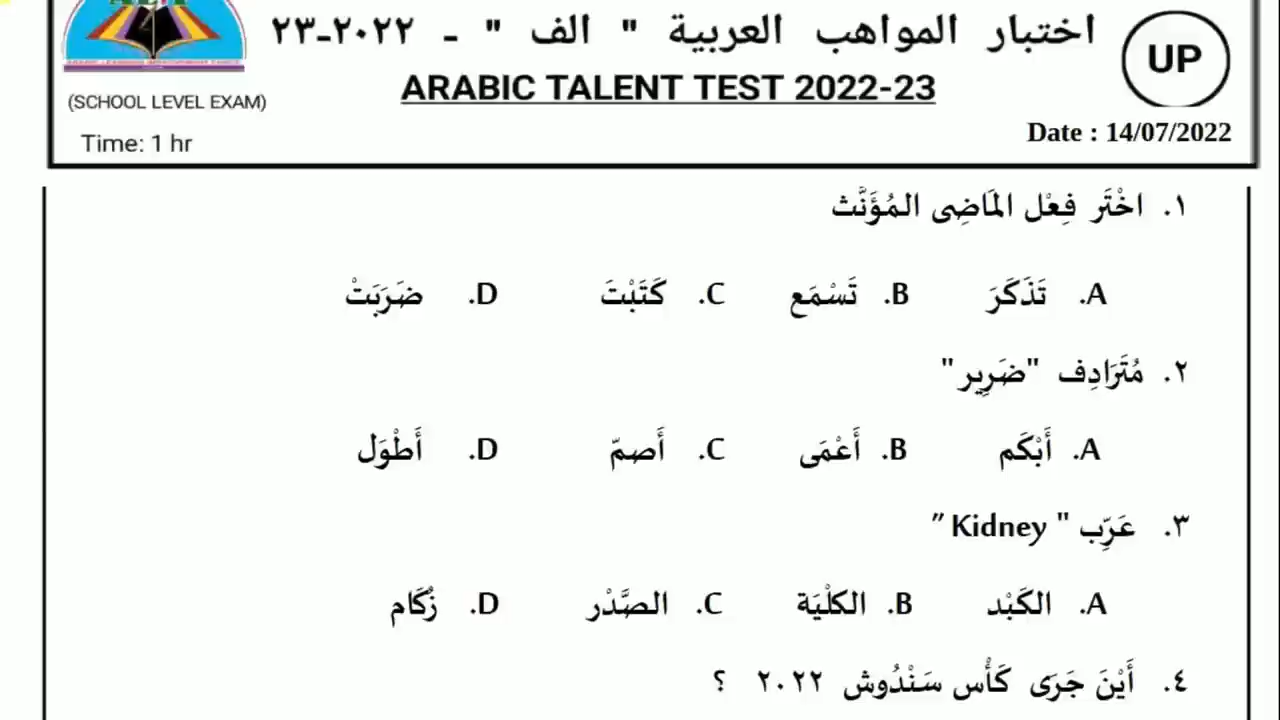 اختبار المواهب العربية " الف " - ٢٠٢٢-٢٣
UP
ARABIC TALENT TEST 2022-23
(SCHOOL LEVEL EXAM)
Time: 1 hr
Date : 14/07/2022
١. اخْتَر فِعْل المَاضِى المُؤَنَّث
A. تَذَكَرَ B. تَسْمَع C. كَتَبْتَ D. ضَرَبَتْ
٢. مُتَرَادِف "ضَرِير"
A. أَبْكَم B. أَعْمَى C. أَصمّ D. أَطْوَل
٣. عَرِّب " Kidney "
A. الكَبْد B. الكلْيَة C. الصَّدْر D. زُكَام
٤. أَيْنَ جَرَى كَأْس سَنْدُوش ٢٠٢٢ ؟